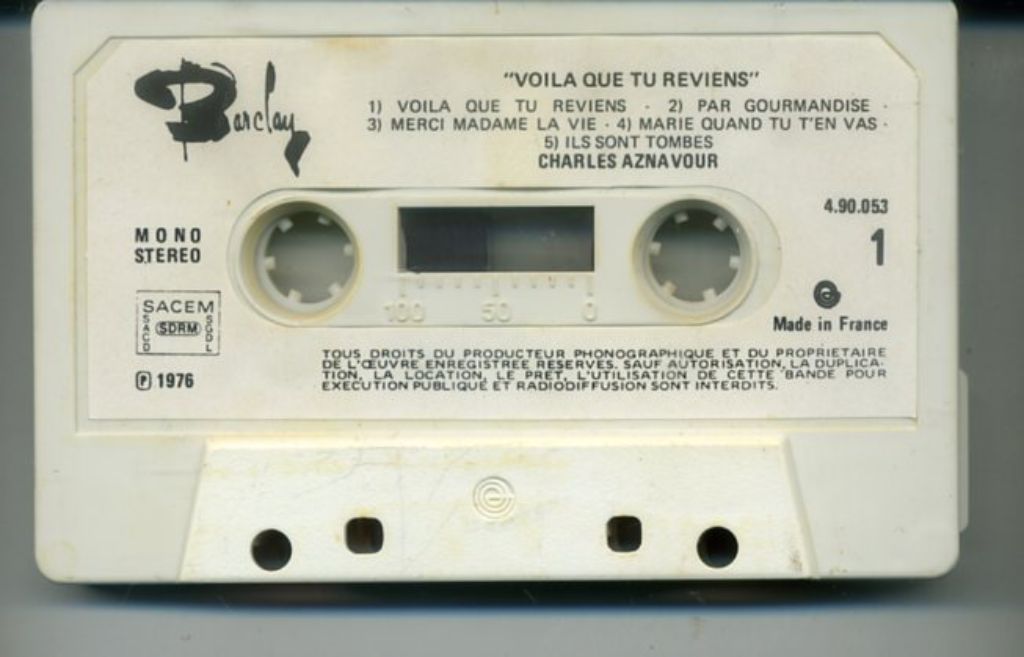 Barclay
"VOILA QUE TU REVIENS"
1) VOILA QUE TU REVIENS · 2) PAR GOURMANDISE ·
3) MERCI MADAME LA VIE · 4) MARIE QUAND TU T'EN VAS ·
5) ILS SONT TOMBES
CHARLES AZNAVOUR
MONO
STEREO
4.90.053
1
100 50 0
SACEM
SACD
SDRM
SGDL
Made in France
℗ 1976
TOUS DROITS DU PRODUCTEUR PHONOGRAPHIQUE ET DU PROPRIETAIRE
DE L'ŒUVRE ENREGISTREE RESERVES. SAUF AUTORISATION, LA DUPLICA-
TION, LA LOCATION, LE PRET, L'UTILISATION DE CETTE BANDE POUR
EXECUTION PUBLIQUE ET RADIODIFFUSION SONT INTERDITS.